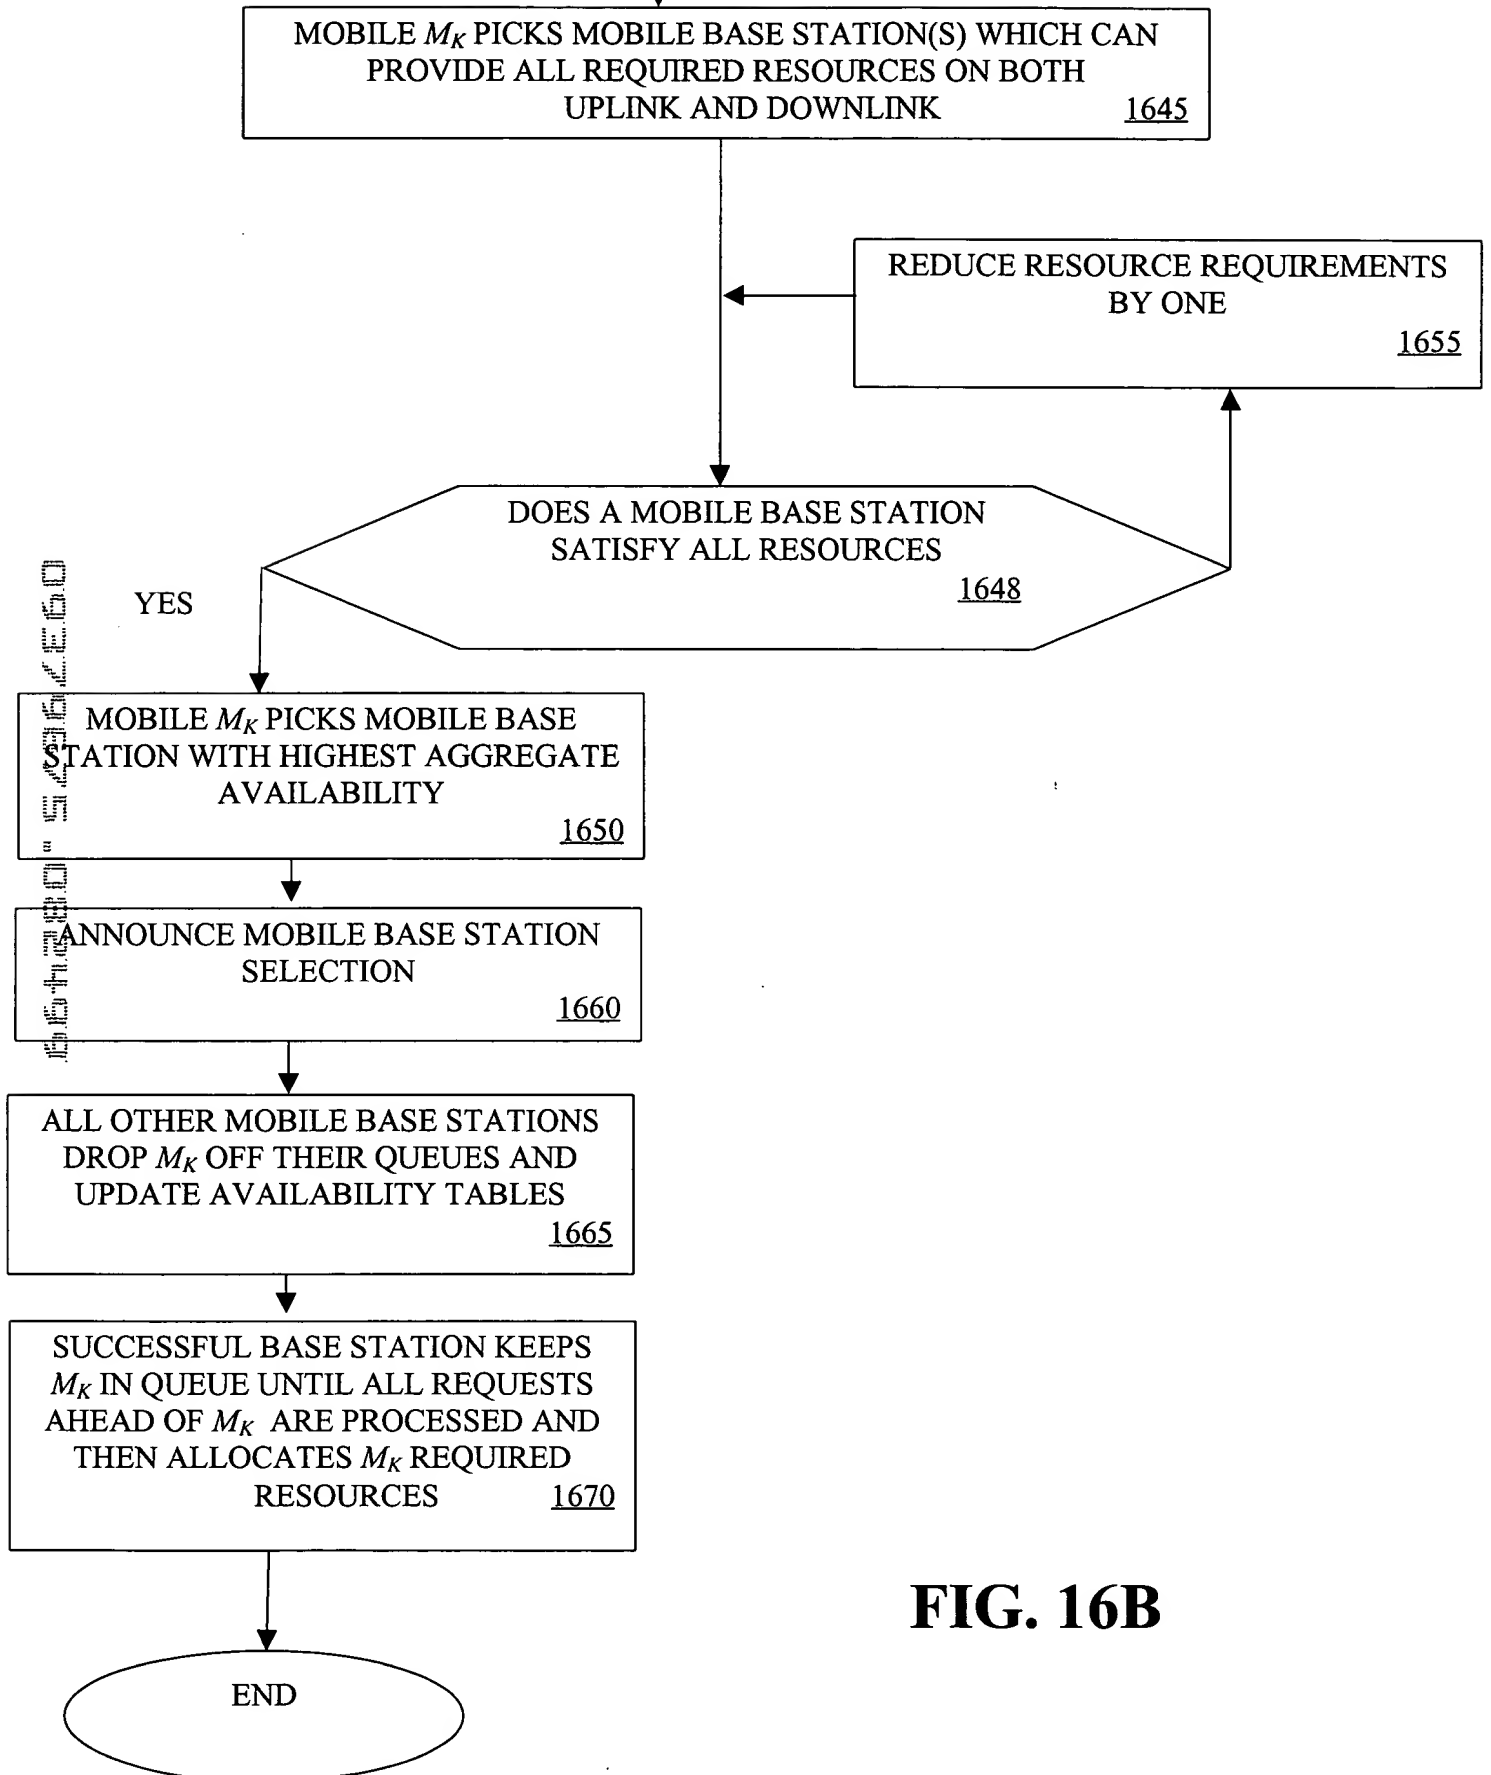 MOBILE MK PICKS MOBILE BASE STATION(S) WHICH CAN
PROVIDE ALL REQUIRED RESOURCES ON BOTH
UPLINK AND DOWNLINK 1645
REDUCE RESOURCE REQUIREMENTS
BY ONE
1655
DOES A MOBILE BASE STATION
SATISFY ALL RESOURCES
1648
YES
MOBILE MK PICKS MOBILE BASE
STATION WITH HIGHEST AGGREGATE
AVAILABILITY
1650
ANNOUNCE MOBILE BASE STATION
SELECTION
1660
ALL OTHER MOBILE BASE STATIONS
DROP MK OFF THEIR QUEUES AND
UPDATE AVAILABILITY TABLES
1665
SUCCESSFUL BASE STATION KEEPS
MK IN QUEUE UNTIL ALL REQUESTS
AHEAD OF MK ARE PROCESSED AND
THEN ALLOCATES MK REQUIRED
RESOURCES 1670
END
FIG. 16B